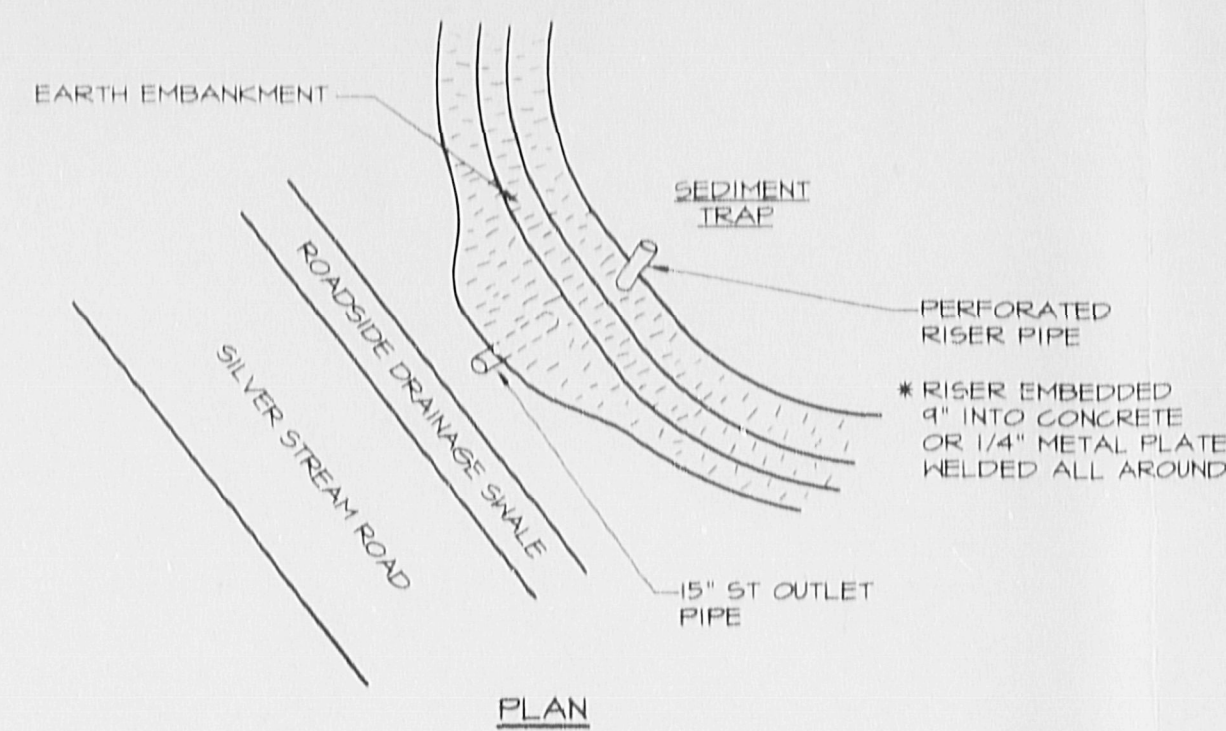 EARTH EMBANKMENT
SEDIMENT
TRAP
ROADSIDE DRAINAGE SWALE
SILVER STREAM ROAD
PERFORATED
RISER PIPE
* RISER EMBEDDED
9" INTO CONCRETE
OR 1/4" METAL PLATE
WELDED ALL AROUND
15" ST OUTLET
PIPE
PLAN